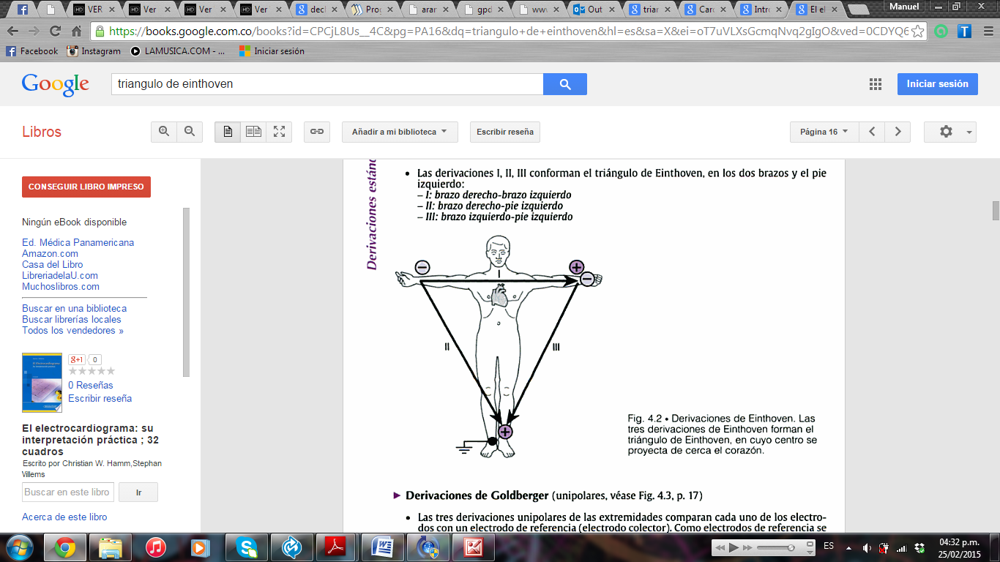 VER
Ver
Ver
Ver
decl
Prog
arar
gpd
www
Out
triar
Card
Intro
El el
Manuel
https://books.google.com.co/books?id=CPCjL8Us__4C&pg=PA16&dq=triangulo+de+einthoven&hl=es&sa=X&ei=oT7uVLXsGcmqNvq2gIgO&ved=0CDYQ6
Facebook
Instagram
LAMUSICA.COM - ...
Iniciar sesión
Google
triangulo de einthoven
Iniciar sesión
Libros
Añadir a mi biblioteca
Escribir reseña
Página 16
CONSEGUIR LIBRO IMPRESO
Ningún eBook disponible
Ed. Médica Panamericana
Amazon.com
Casa del Libro
LibreriadelaU.com
Muchoslibros.com
Buscar en una biblioteca
Buscar librerías locales
Todos los vendedores »
g+1 0
0 Reseñas
Escribir reseña
El electrocardiograma: su
interpretación práctica ; 32
cuadros
Escrito por Christian W. Hamm,Stephan
Villems
Buscar en este libro
Ir
Acerca de este libro
Derivaciones están
• Las derivaciones I, II, III conforman el triángulo de Einthoven, en los dos brazos y el pie
izquierdo:
– I: brazo derecho-brazo izquierdo
– II: brazo derecho-pie izquierdo
– III: brazo izquierdo-pie izquierdo
−
+
I
−
II
III
+
Fig. 4.2 • Derivaciones de Einthoven. Las
tres derivaciones de Einthoven forman el
triángulo de Einthoven, en cuyo centro se
proyecta de cerca el corazón.
► Derivaciones de Goldberger (unipolares, véase Fig. 4.3, p. 17)
• Las tres derivaciones unipolares de las extremidades comparan cada uno de los electro-
dos con un electrodo de referencia (electrodo colector). Como electrodos de referencia se
ES
04:32 p.m.
25/02/2015